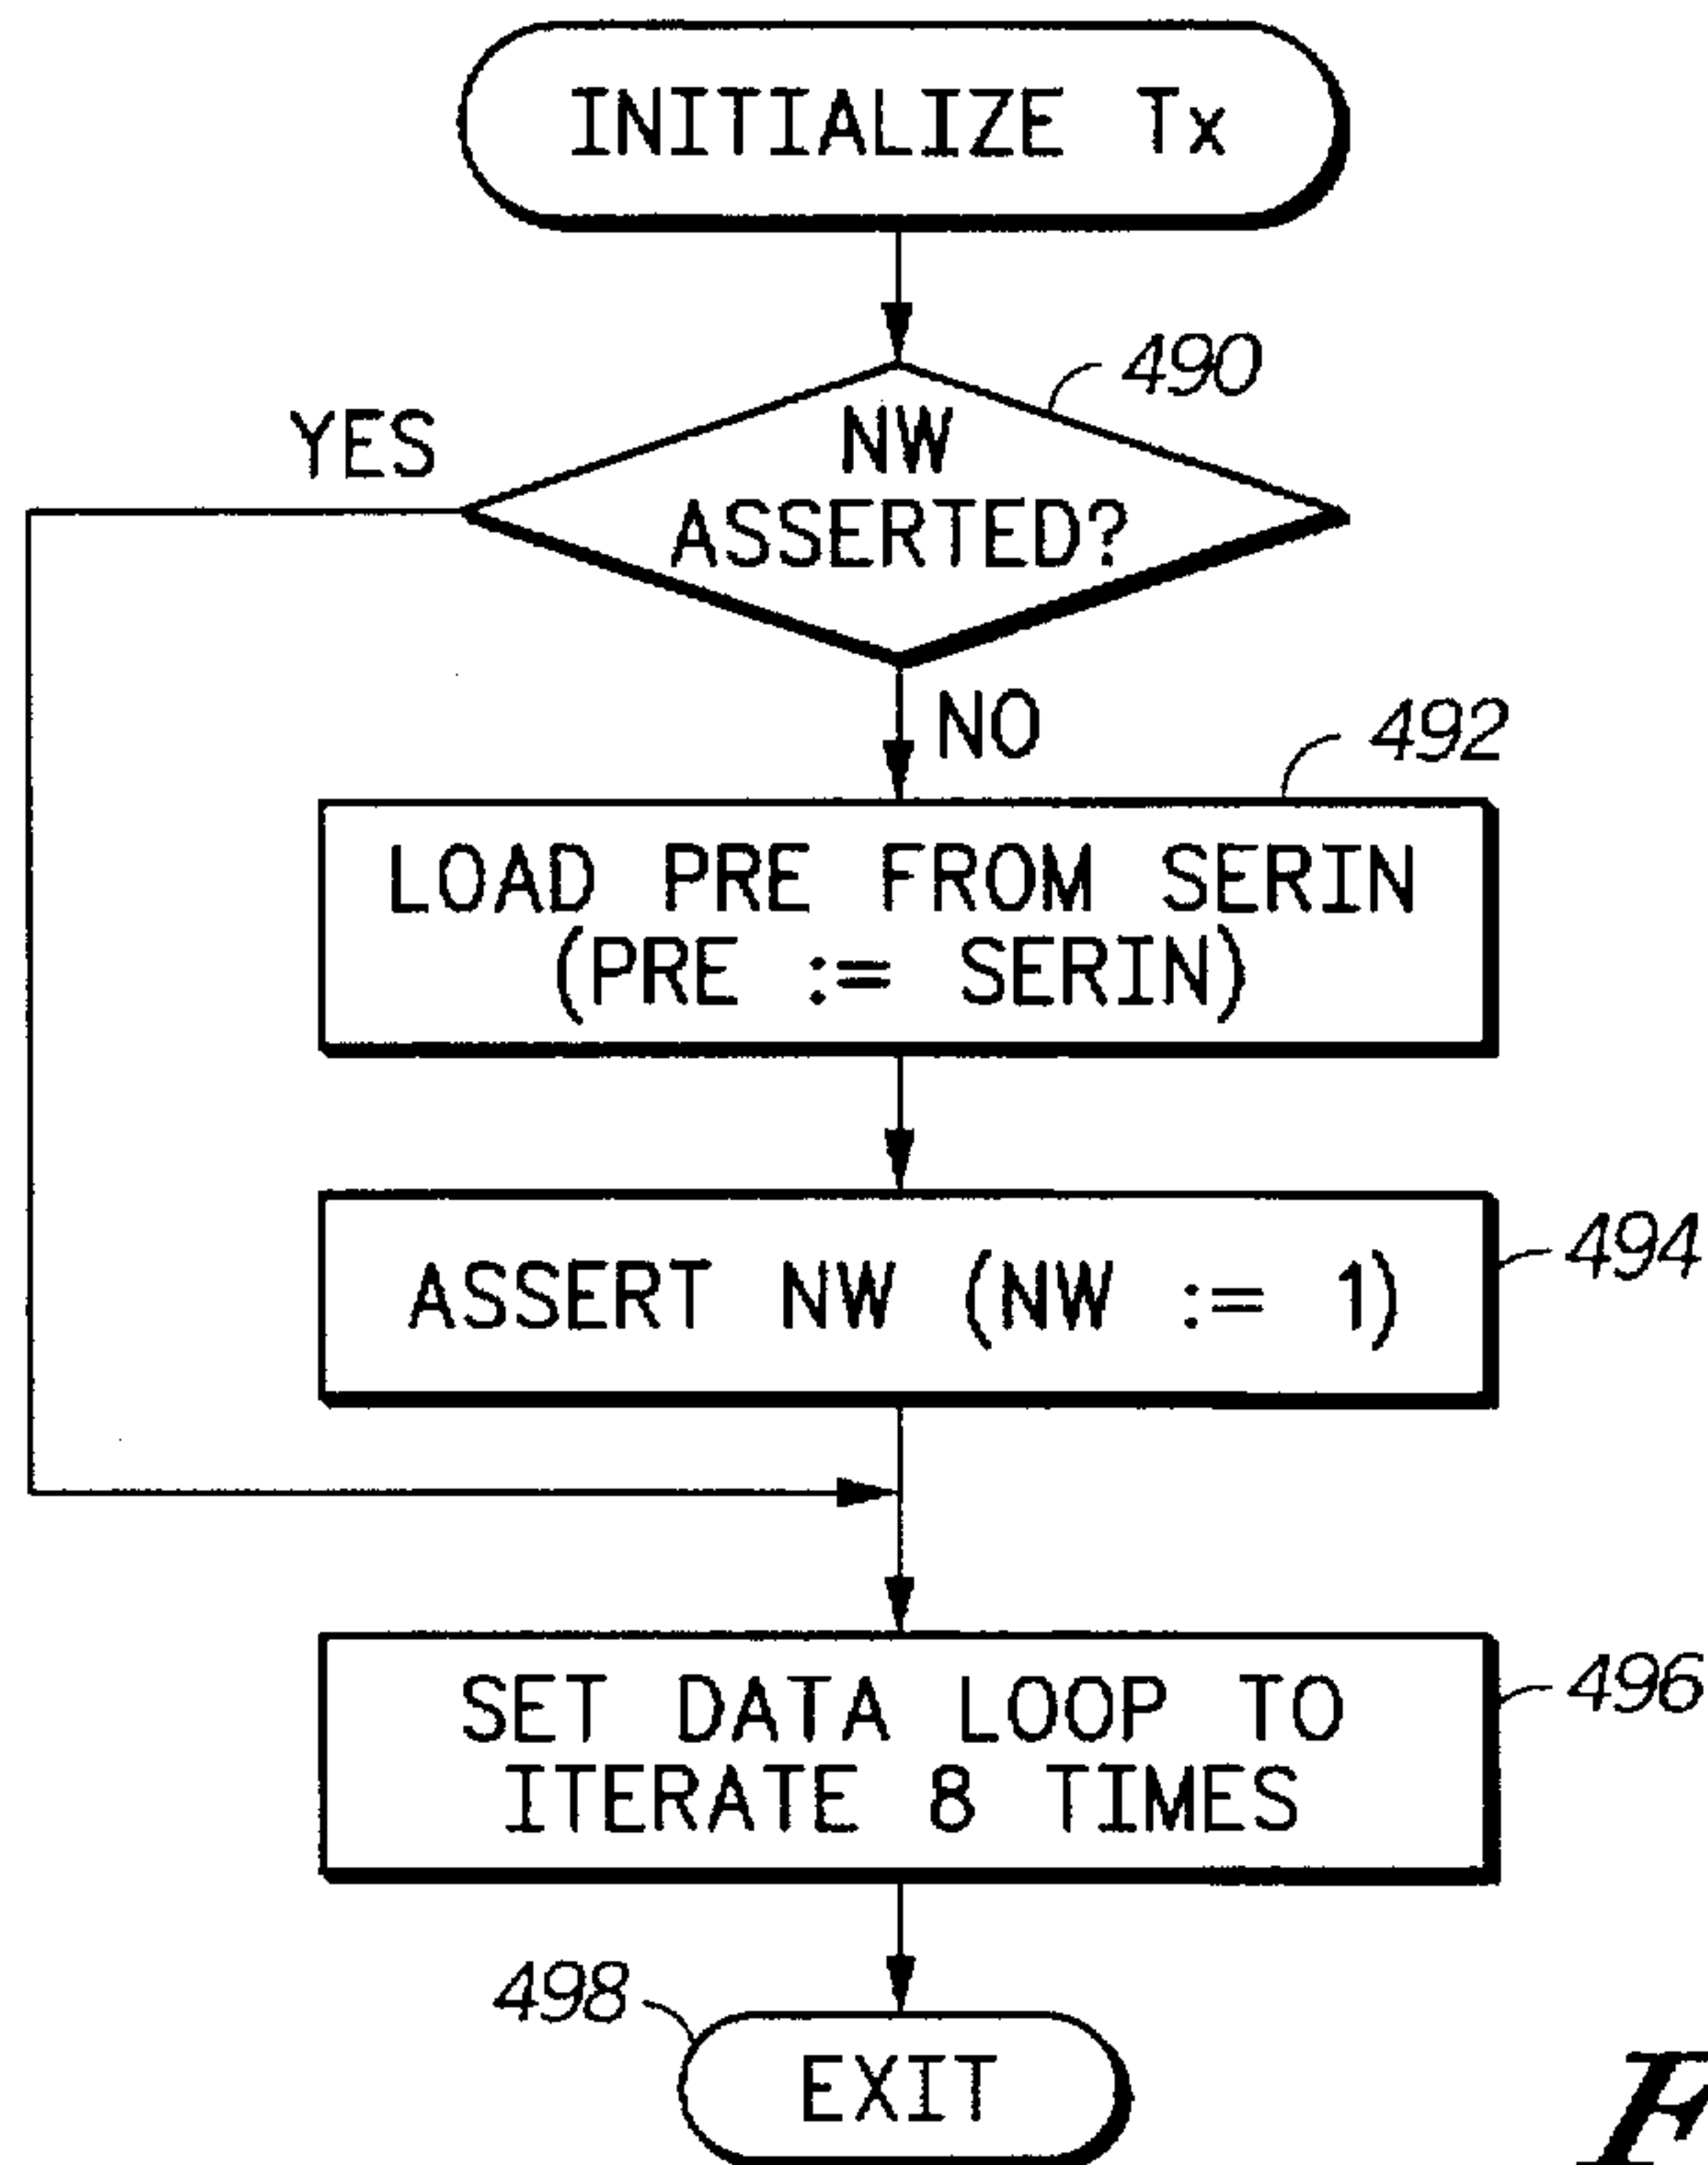 INITIALIZE Tx
490
NW
ASSERTED?
YES
NO
492
LOAD PRE FROM SERIN
(PRE := SERIN)
ASSERT NW (NW := 1)
494
SET DATA LOOP TO
ITERATE 8 TIMES
496
498
EXIT
F